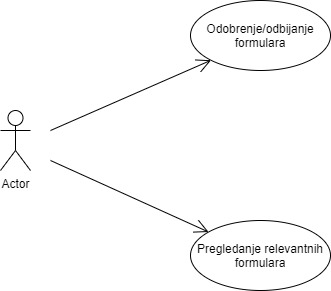 Odobrenje/odbijanje
formulara
Actor
Pregledanje relevantnih
formulara